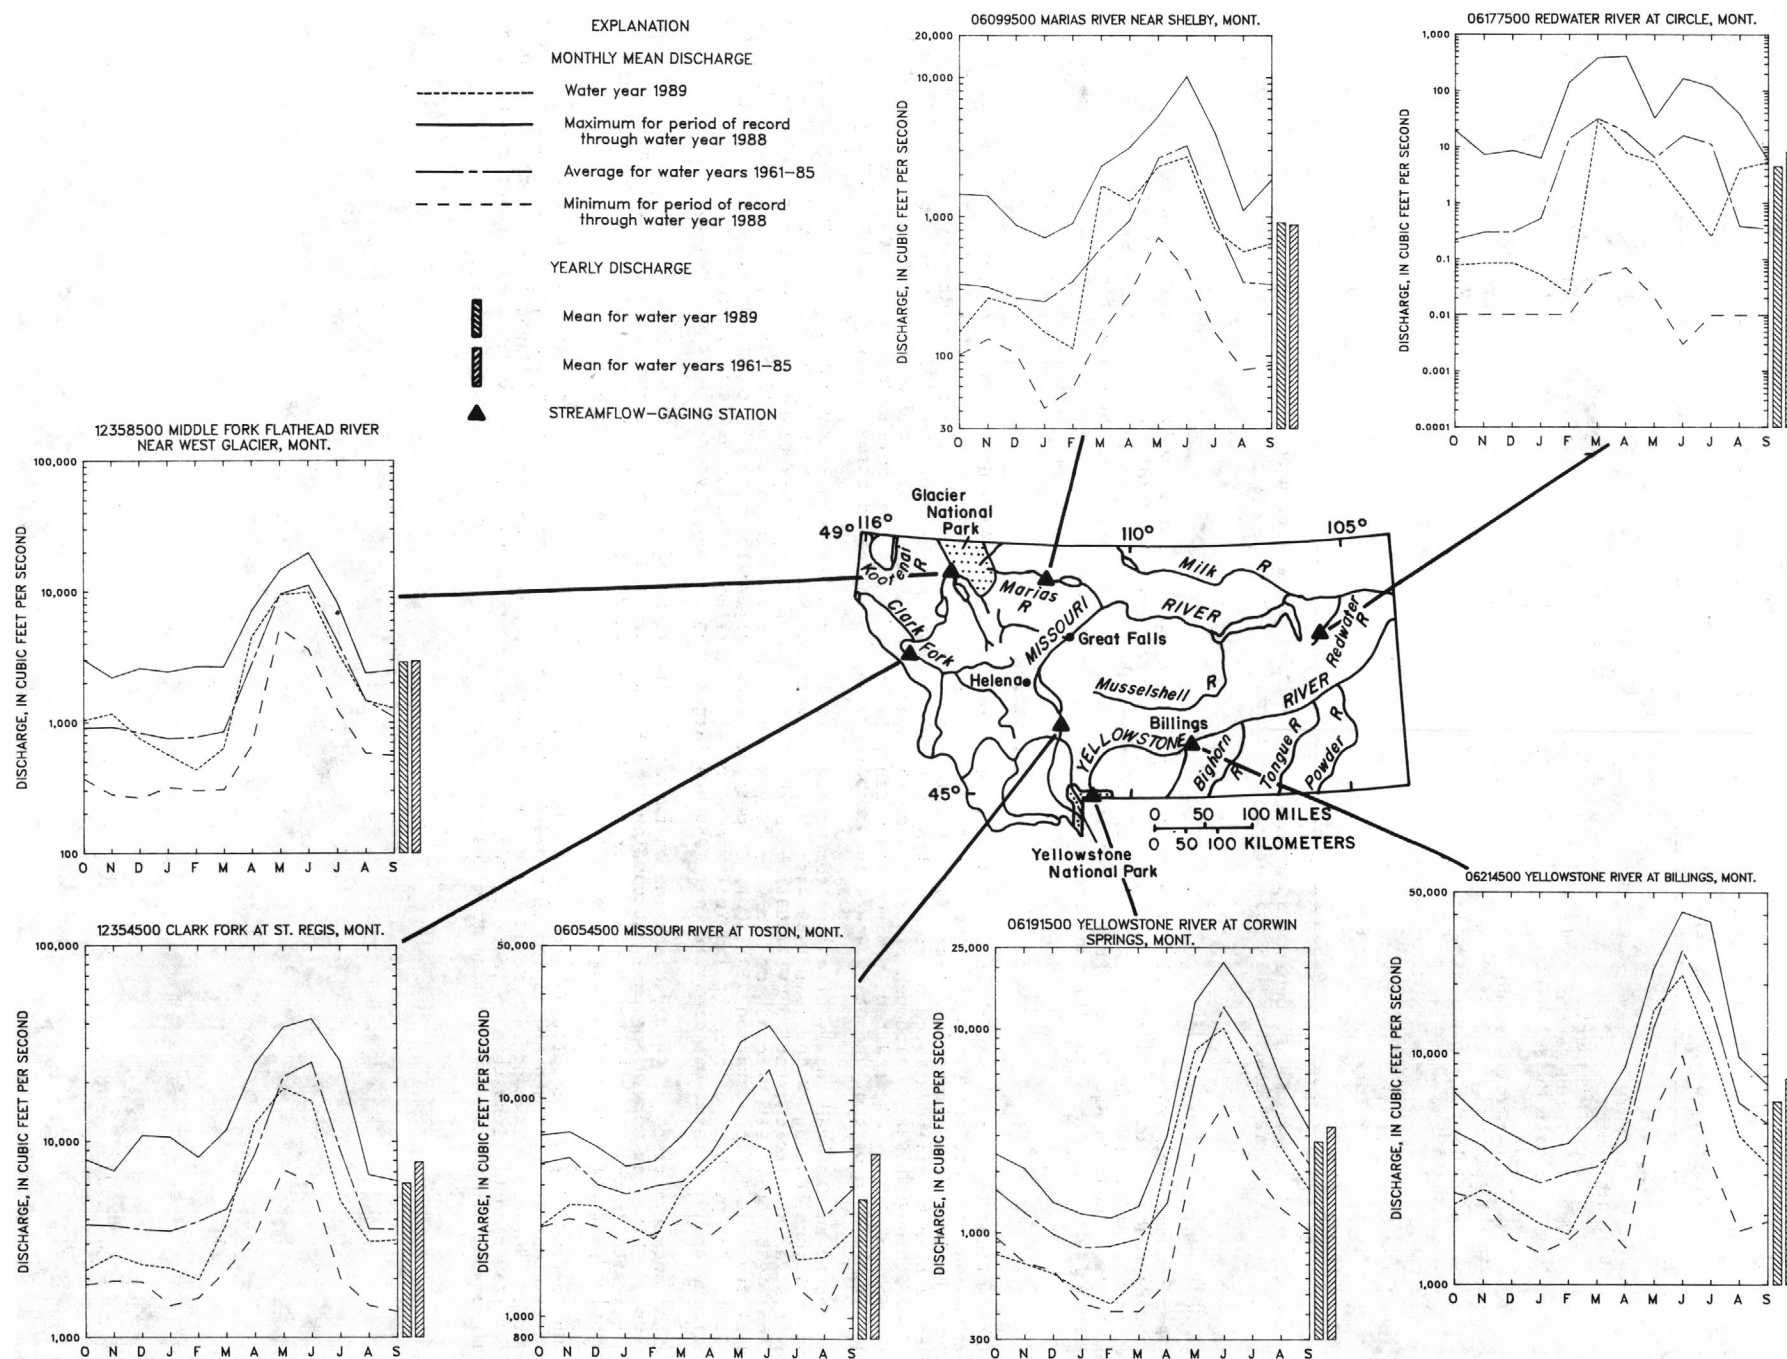 EXPLANATION
MONTHLY MEAN DISCHARGE
Water year 1989
Maximum for period of record
through water year 1988
Average for water years 1961–85
Minimum for period of record
through water year 1988
YEARLY DISCHARGE
Mean for water year 1989
Mean for water years 1961–85
STREAMFLOW–GAGING STATION
06099500 MARIAS RIVER NEAR SHELBY, MONT.
DISCHARGE, IN CUBIC FEET PER SECOND
20,000
10,000
1,000
100
30
O N D J F M A M J J A S
06177500 REDWATER RIVER AT CIRCLE, MONT.
DISCHARGE, IN CUBIC FEET PER SECOND
1,000
100
10
1
0.1
0.01
0.001
0.0001
O N D J F M A M J J A S
12358500 MIDDLE FORK FLATHEAD RIVER
NEAR WEST GLACIER, MONT.
DISCHARGE, IN CUBIC FEET PER SECOND
100,000
10,000
1,000
100
O N D J F M A M J J A S
Glacier
National
Park
49° 116°
110°
105°
Kootenai
R
Clark
Fork
Marias
R
Milk R
MISSOURI
RIVER
Great Falls
Redwater
R
Helena
Musselshell R
Billings
YELLOWSTONE
RIVER
Bighorn
R
Tongue R
Powder R
45°
0 50 100 MILES
0 50 100 KILOMETERS
Yellowstone
National Park
12354500 CLARK FORK AT ST. REGIS, MONT.
DISCHARGE, IN CUBIC FEET PER SECOND
100,000
10,000
1,000
O N D J F M A M J J A S
06054500 MISSOURI RIVER AT TOSTON, MONT.
DISCHARGE, IN CUBIC FEET PER SECOND
50,000
10,000
1,000
800
O N D J F M A M J J A S
06191500 YELLOWSTONE RIVER AT CORWIN
SPRINGS, MONT.
DISCHARGE, IN CUBIC FEET PER SECOND
25,000
10,000
1,000
300
O N D J F M A M J J A S
06214500 YELLOWSTONE RIVER AT BILLINGS, MONT.
DISCHARGE, IN CUBIC FEET PER SECOND
50,000
10,000
1,000
O N D J F M A M J J A S